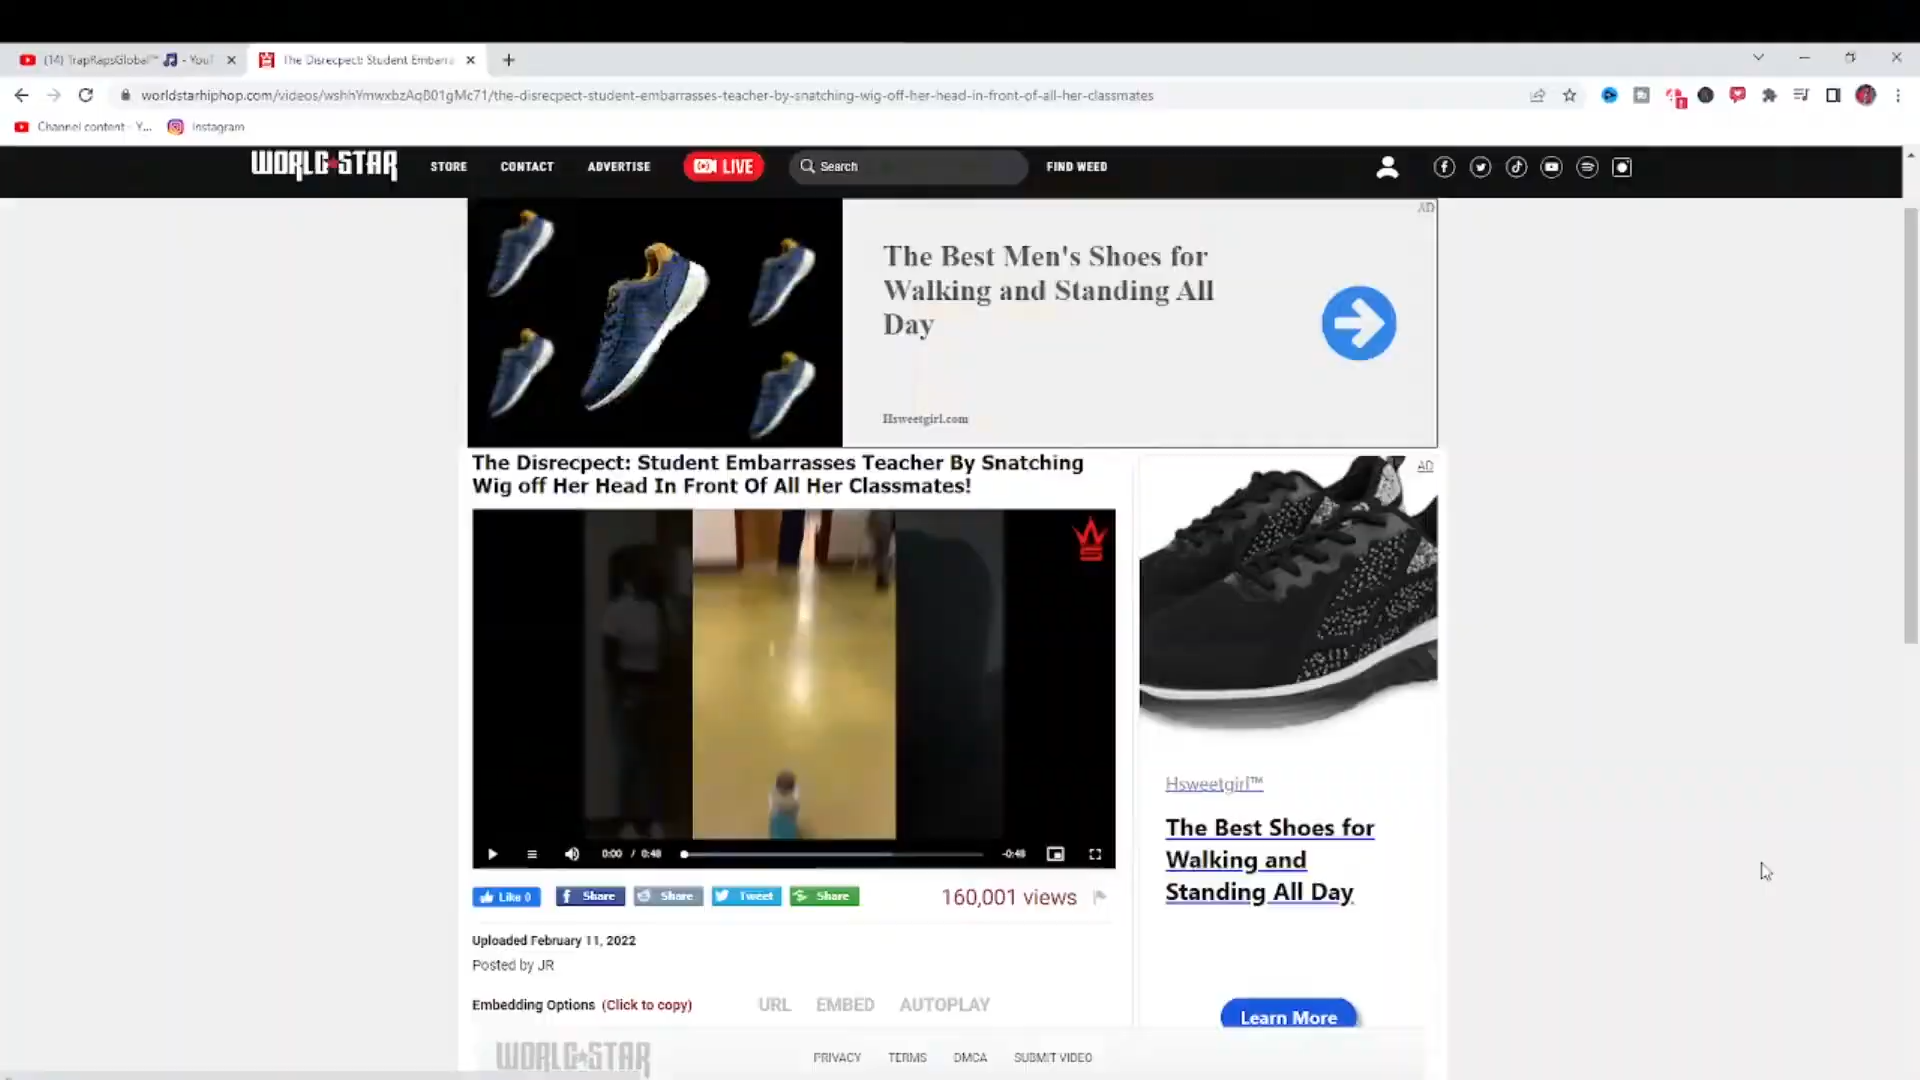 (14) TrapRapsGlobal™ 🎵 - YouT
The Disrecpect: Student Embarra
worldstarhiphop.com/videos/wshhYmwxbzAqB01gMc71/the-disrecpect-student-embarrasses-teacher-by-snatching-wig-off-her-head-in-front-of-all-her-classmates
Channel content - Y...
Instagram
WORLD STAR
STORE
CONTACT
ADVERTISE
LIVE
Search
FIND WEED
AD
The Best Men's Shoes for
Walking and Standing All
Day
Hsweetgirl.com
The Disrecpect: Student Embarrasses Teacher By Snatching
Wig off Her Head In Front Of All Her Classmates!
0:00 / 0:48
-0:48
Like 0
Share
Share
Tweet
Share
160,001 views
Uploaded February 11, 2022
Posted by JR
Embedding Options (Click to copy)
URL
EMBED
AUTOPLAY
AD
Hsweetgirl™
The Best Shoes for
Walking and
Standing All Day
Learn More
WORLD STAR
PRIVACY
TERMS
DMCA
SUBMIT VIDEO